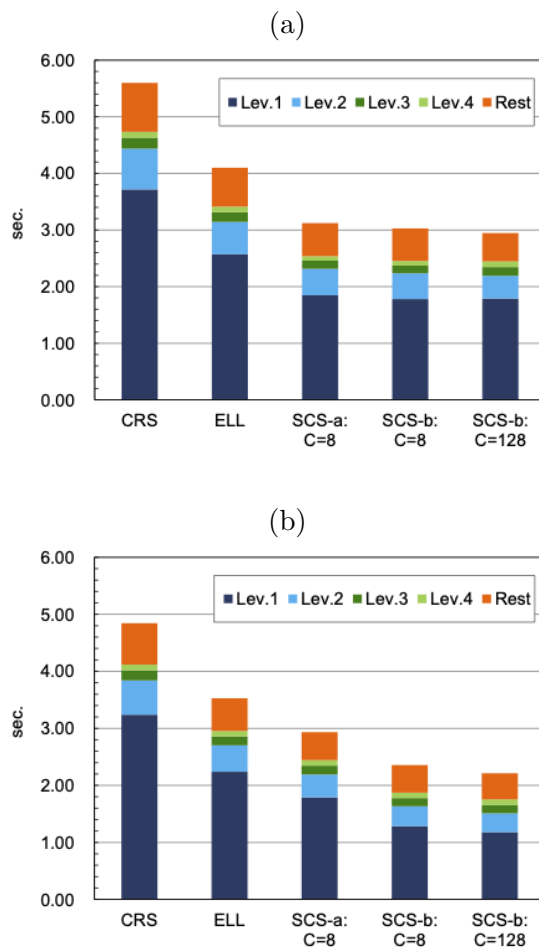 (a)
6.00
Lev.1 Lev.2 Lev.3 Lev.4 Rest
5.00
4.00
sec.
3.00
2.00
1.00
0.00
CRS ELL SCS-a: SCS-b: SCS-b:
C=8 C=8 C=128
(b)
6.00
Lev.1 Lev.2 Lev.3 Lev.4 Rest
5.00
4.00
sec.
3.00
2.00
1.00
0.00
CRS ELL SCS-a: SCS-b: SCS-b:
C=8 C=8 C=128